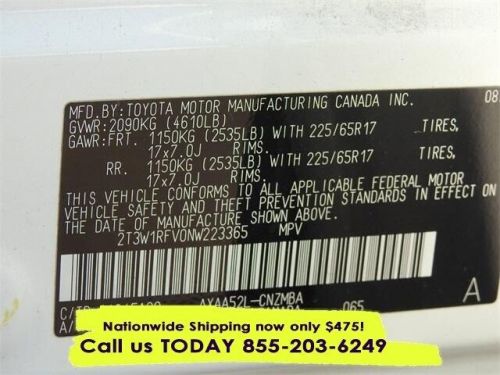 MFD.BY:TOYOTA MOTOR MANUFACTURING CANADA INC. 08
GVWR:2090KG (4610LB)
GAWR:FRT. 1150KG (2535LB) WITH 225/65R17 TIRES,
17x7.0J RIMS.
RR. 1150KG (2535LB) WITH 225/65R17 TIRES,
17x7.0J RIMS.
THIS VEHICLE CONFORMS TO ALL APPLICABLE FEDERAL MOTOR
VEHICLE SAFETY AND THEFT PREVENTION STANDARDS IN EFFECT ON
THE DATE OF MANUFACTURE SHOWN ABOVE.
2T3W1RFV0NW223365 MPV
A
AXAA52L-CNZMBA
065
Nationwide Shipping now only $475!
Call us TODAY 855-203-6249